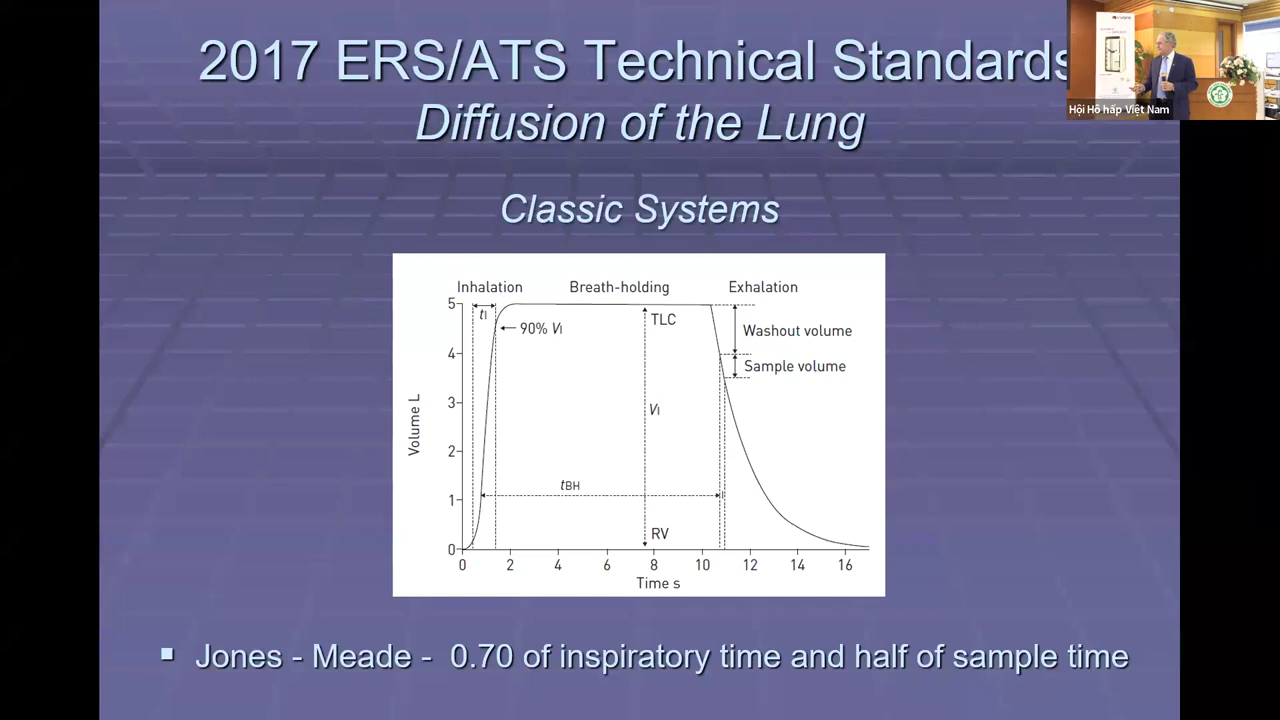 2017 ERS/ATS Technical Standards
Diffusion of the Lung
Hội Hô hấp Việt Nam
Classic Systems
Inhalation Breath-holding Exhalation
tI
90% VI
TLC
Washout volume
Sample volume
VI
tBH
RV
Volume L
5
4
3
2
1
0
0 2 4 6 8 10 12 14 16
Time s
▪ Jones - Meade - 0.70 of inspiratory time and half of sample time